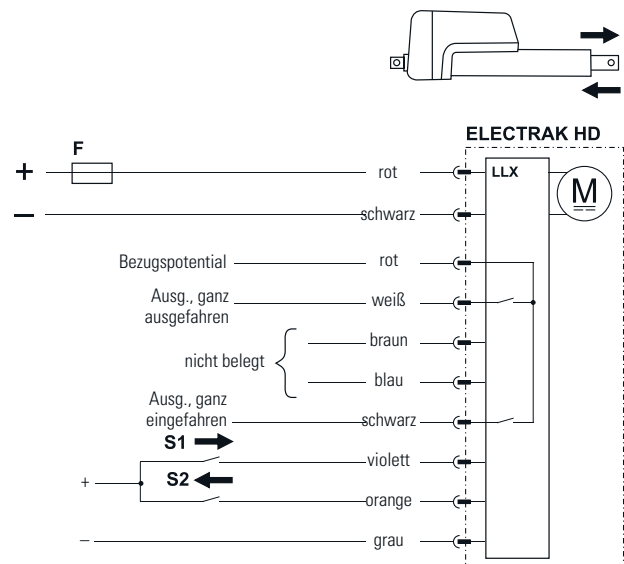 ELECTRAK HD
F
+
rot
LLX
M
–
schwarz
Bezugspotential
rot
Ausg., ganz
ausgefahren
weiß
braun
nicht belegt
blau
Ausg., ganz
eingefahren
schwarz
S1
violett
+
S2
orange
–
grau